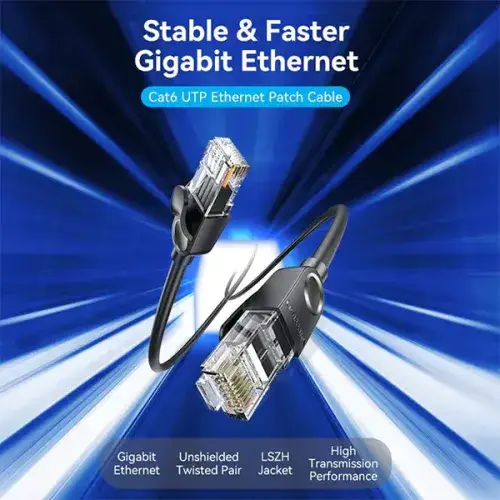 Stable & Faster
Gigabit Ethernet
Cat6 UTP Ethernet Patch Cable
Gigabit
Ethernet
Unshielded
Twisted Pair
LSZH
Jacket
High
Transmission
Performance